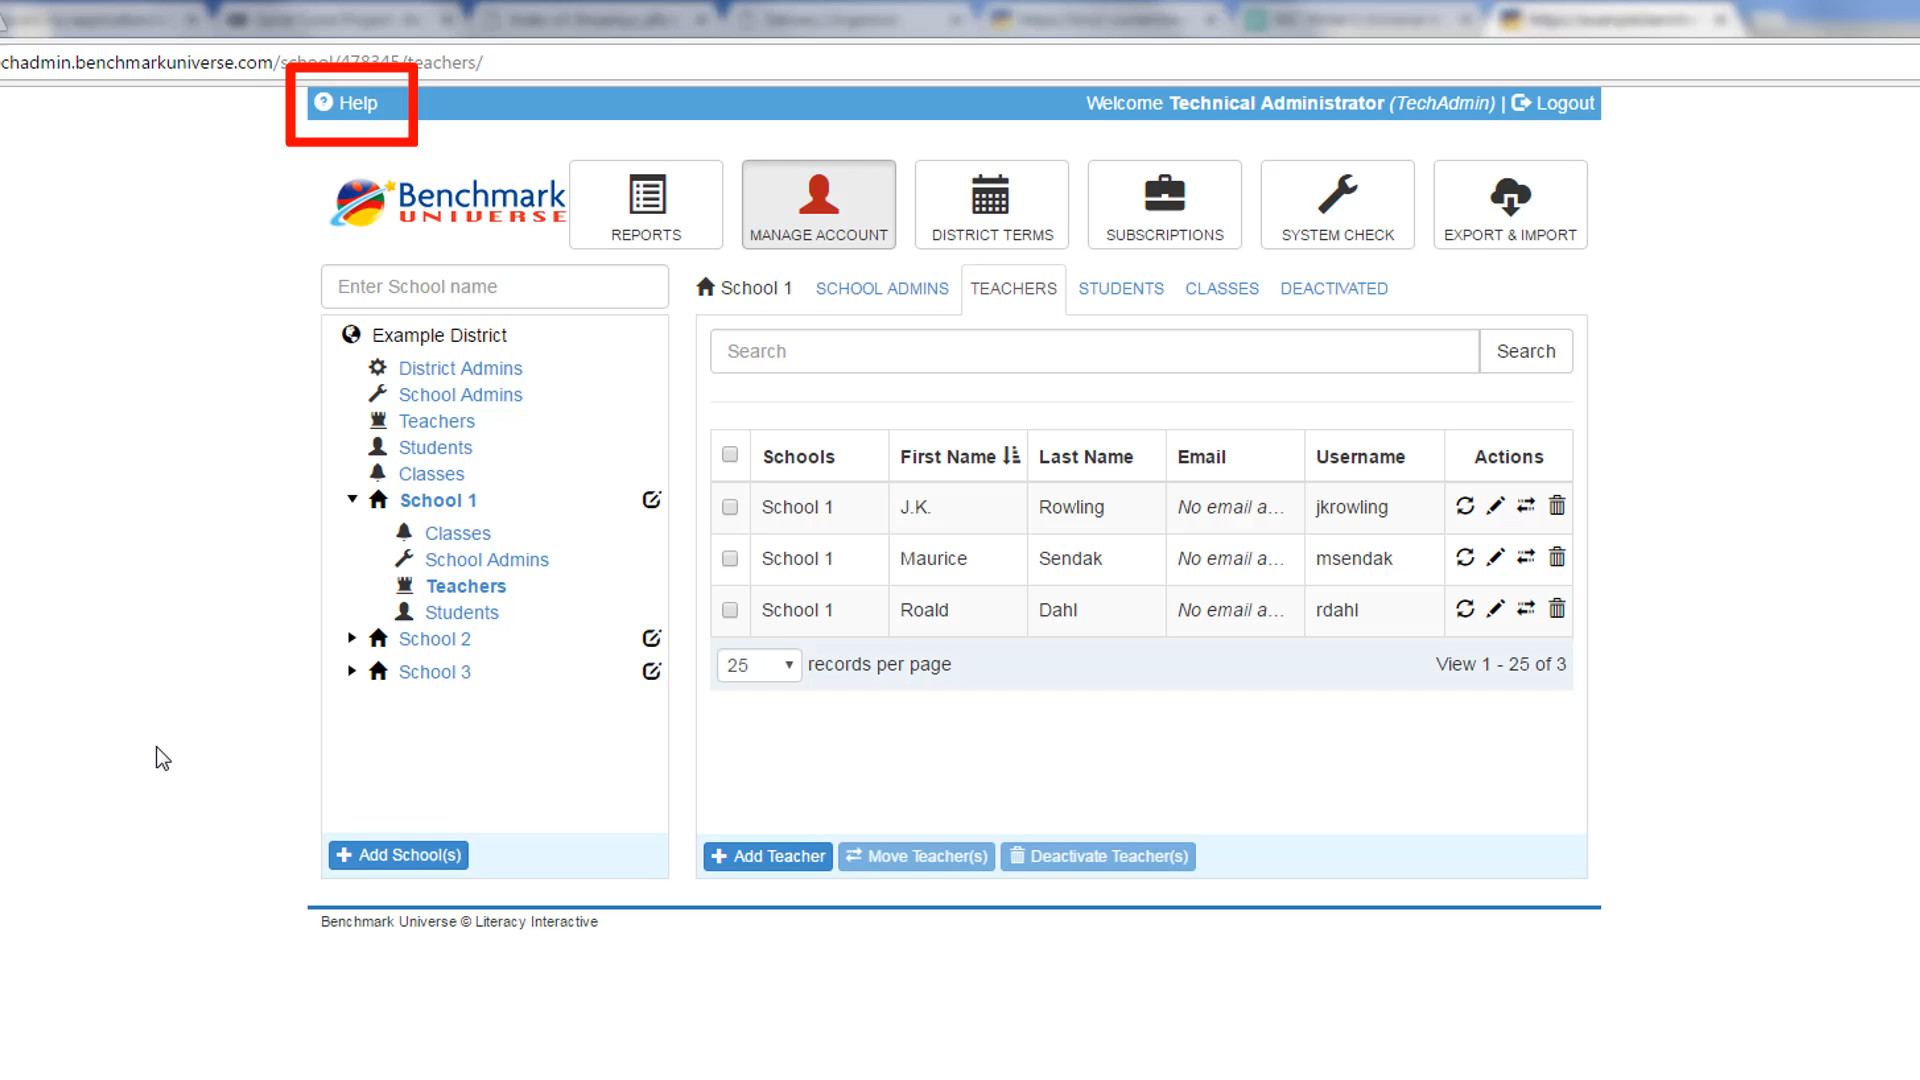 chadmin.benchmarkuniverse.com/school/478345/teachers/
Help
Welcome Technical Administrator (TechAdmin) | Logout
Benchmark
UNIVERSE
REPORTS
MANAGE ACCOUNT
DISTRICT TERMS
SUBSCRIPTIONS
SYSTEM CHECK
EXPORT & IMPORT
Enter School name
Example District
District Admins
School Admins
Teachers
Students
Classes
School 1
Classes
School Admins
Teachers
Students
School 2
School 3
Add School(s)
School 1 SCHOOL ADMINS TEACHERS STUDENTS CLASSES DEACTIVATED
Search Search
Schools First Name Last Name Email Username Actions
School 1 J.K. Rowling No email a... jkrowling
School 1 Maurice Sendak No email a... msendak
School 1 Roald Dahl No email a... rdahl
25 records per page View 1 - 25 of 3
Add Teacher Move Teacher(s) Deactivate Teacher(s)
Benchmark Universe © Literacy Interactive